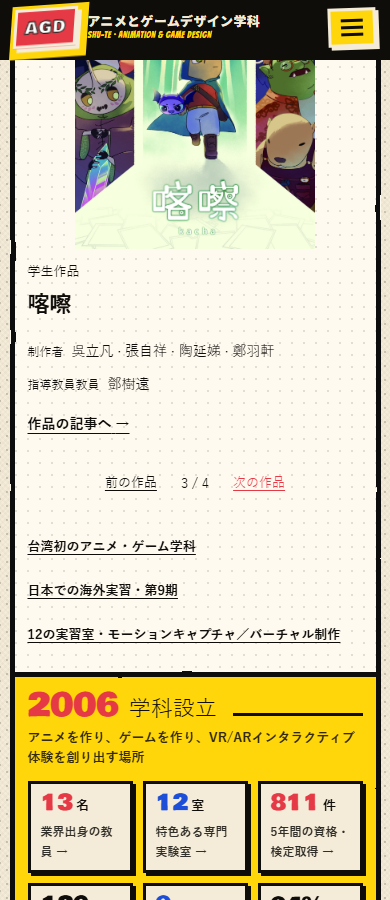 AGD
アニメとゲームデザイン学科
SHU-TE・ANIMATION & GAME DESIGN
喀嚓
kacha
学生作品
喀嚓
制作者 吳立凡・張自祥・陶延娣・鄭羽軒
指導教員教員 鄧樹遠
作品の記事へ →
前の作品 3 / 4 次の作品
台湾初のアニメ・ゲーム学科
日本での海外実習・第9期
12の実習室・モーションキャプチャ／バーチャル制作
2006 学科設立
アニメを作り、ゲームを作り、VR/ARインタラクティブ
体験を創り出す場所
13 名
業界出身の教
員 →
12 室
特色ある専門
実験室 →
811 件
5年間の資格・
検定取得 →